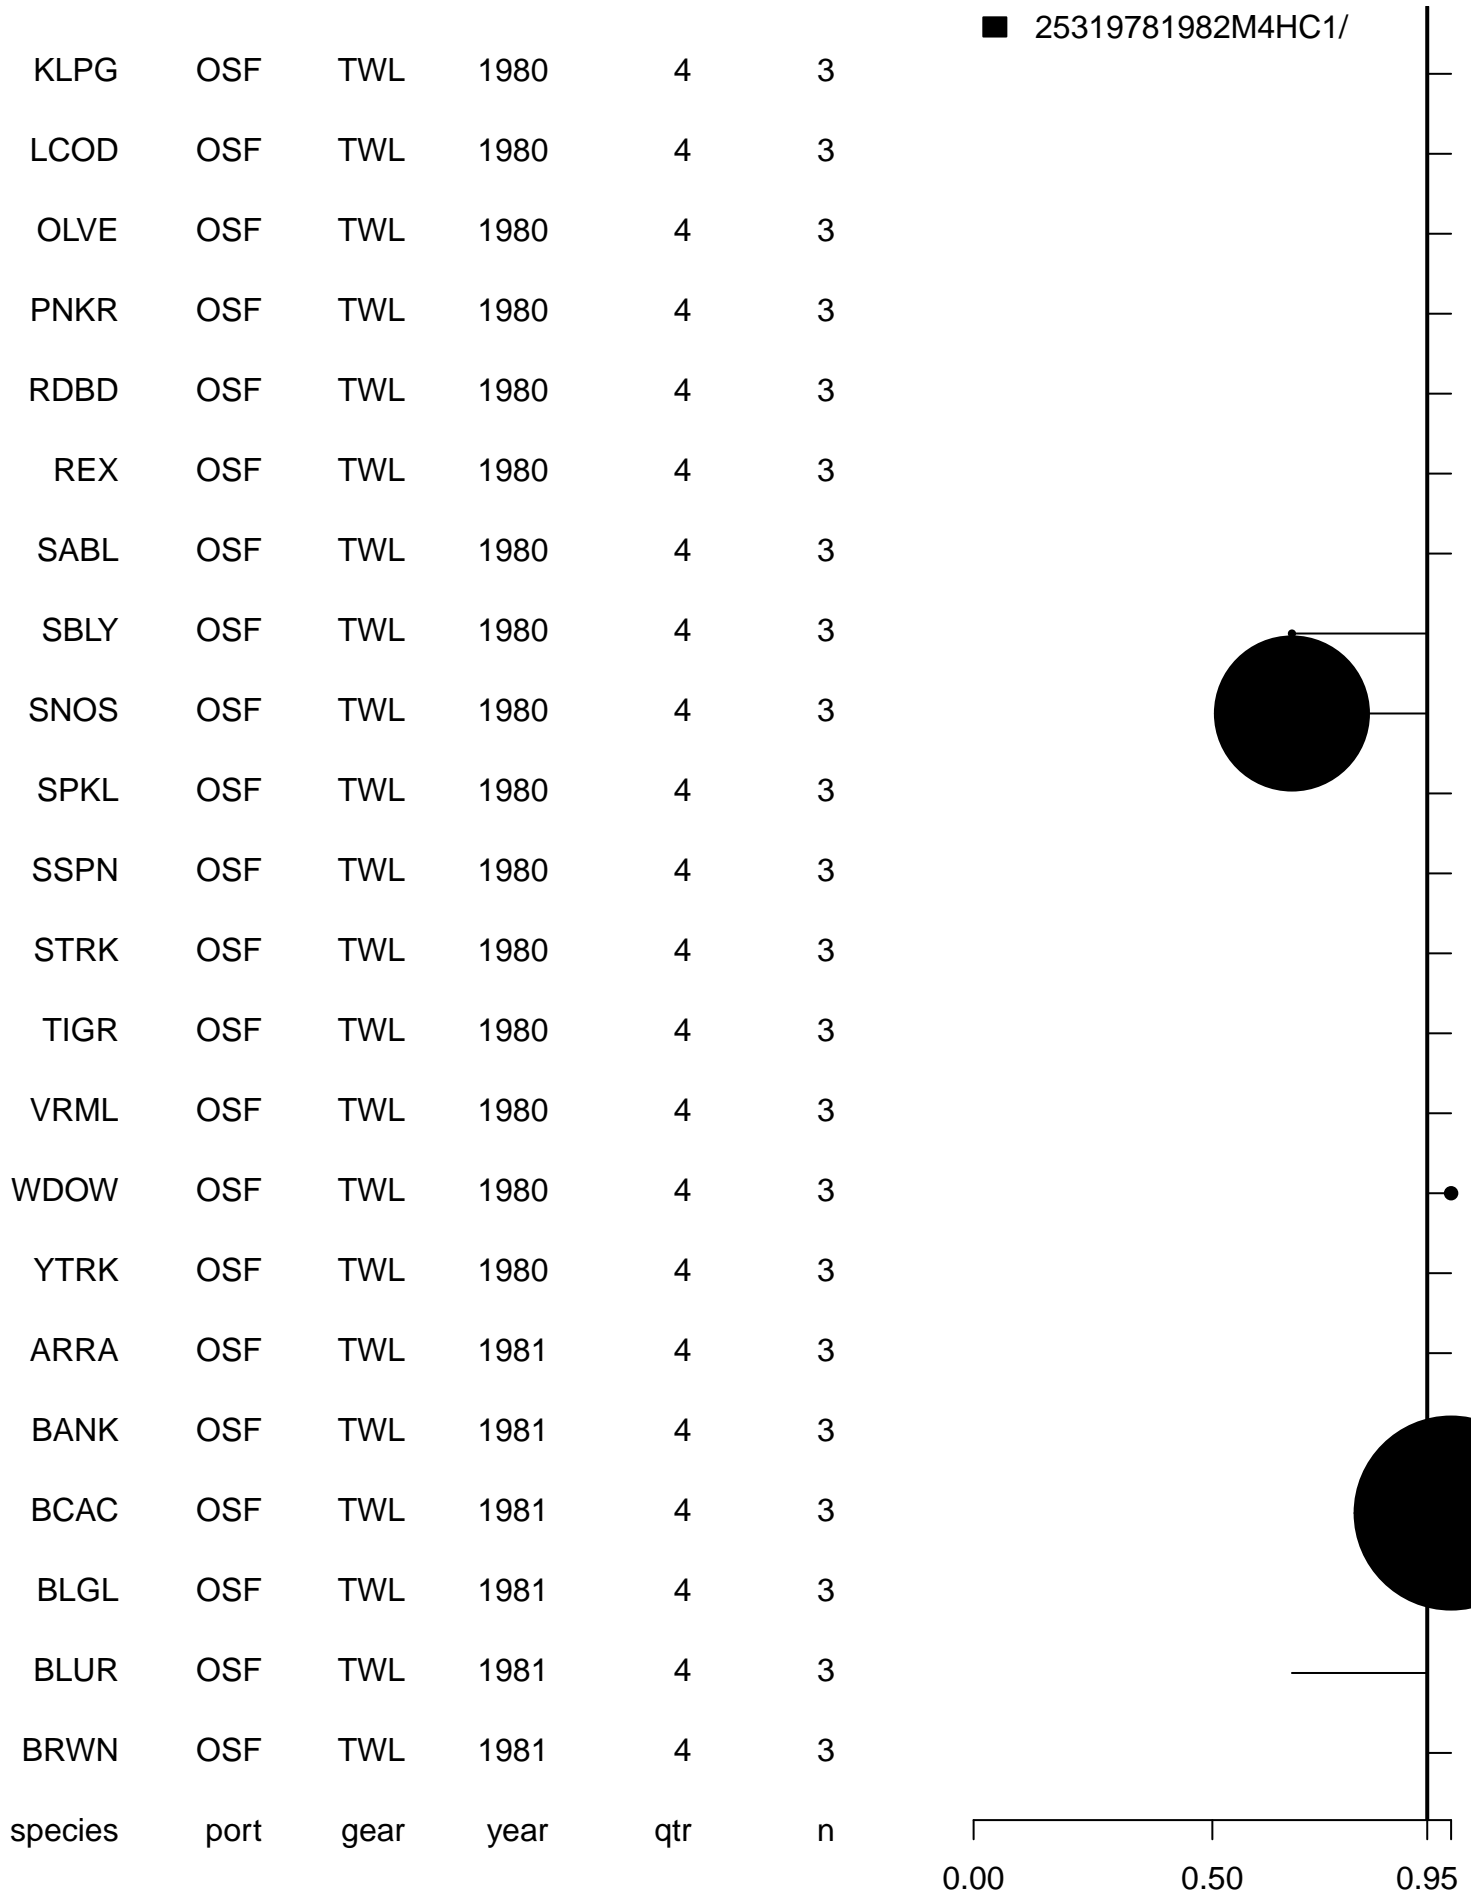 25319781982M4HC1/
KLPG OSF TWL 1980 4 3
LCOD OSF TWL 1980 4 3
OLVE OSF TWL 1980 4 3
PNKR OSF TWL 1980 4 3
RDBD OSF TWL 1980 4 3
REX OSF TWL 1980 4 3
SABL OSF TWL 1980 4 3
SBLY OSF TWL 1980 4 3
SNOS OSF TWL 1980 4 3
SPKL OSF TWL 1980 4 3
SSPN OSF TWL 1980 4 3
STRK OSF TWL 1980 4 3
TIGR OSF TWL 1980 4 3
VRML OSF TWL 1980 4 3
WDOW OSF TWL 1980 4 3
YTRK OSF TWL 1980 4 3
ARRA OSF TWL 1981 4 3
BANK OSF TWL 1981 4 3
BCAC OSF TWL 1981 4 3
BLGL OSF TWL 1981 4 3
BLUR OSF TWL 1981 4 3
BRWN OSF TWL 1981 4 3
species port gear year qtr n
0.00 0.50 0.95